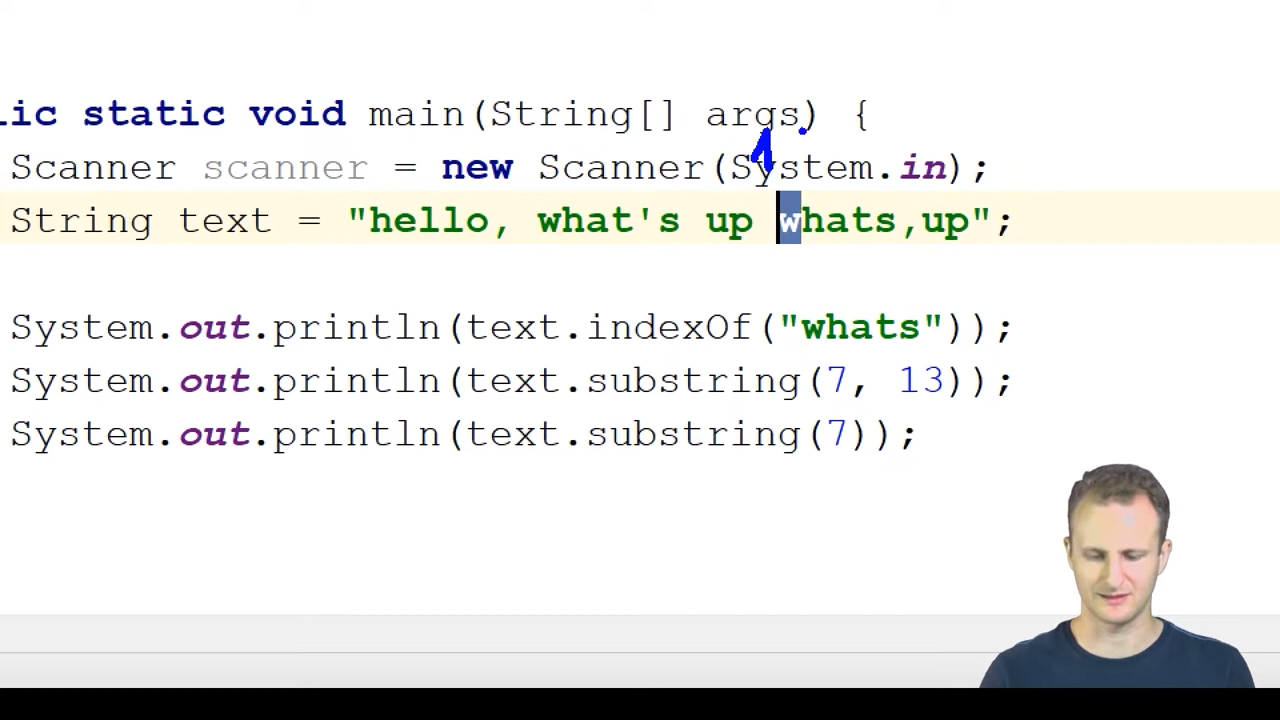 lic static void main(String[] args) {
Scanner scanner = new Scanner(System.in);
String text = "hello, what's up whats,up";
System.out.println(text.indexOf("whats"));
System.out.println(text.substring(7, 13));
System.out.println(text.substring(7));